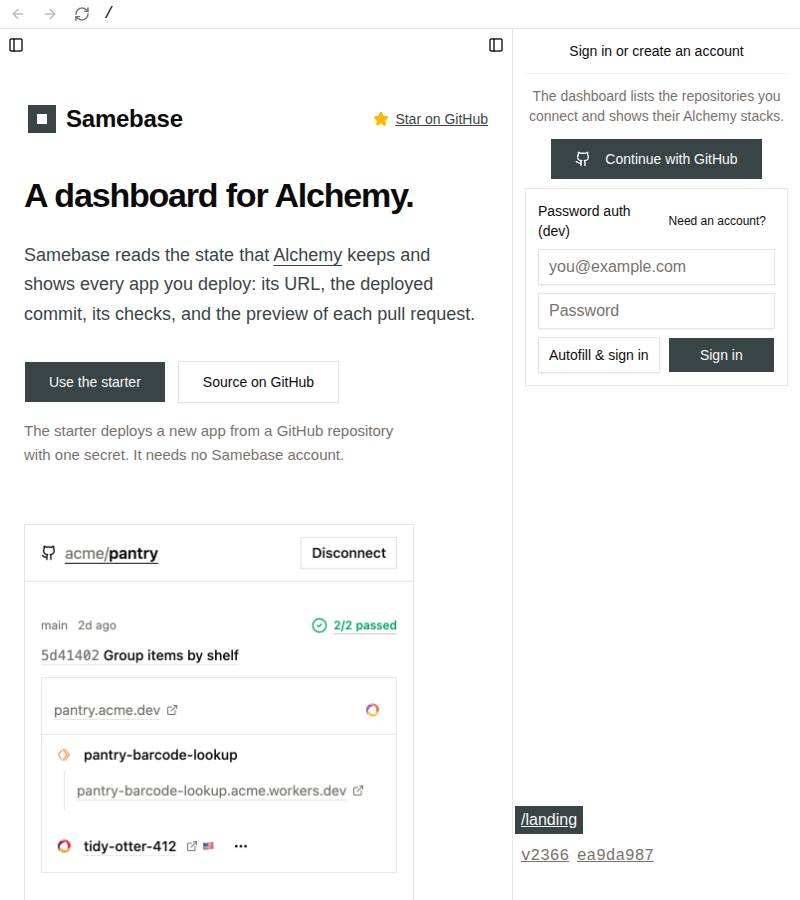 /
Samebase
Star on GitHub
A dashboard for Alchemy.
Samebase reads the state that Alchemy keeps and
shows every app you deploy: its URL, the deployed
commit, its checks, and the preview of each pull request.
Use the starter
Source on GitHub
The starter deploys a new app from a GitHub repository
with one secret. It needs no Samebase account.
acme/pantry
Disconnect
main 2d ago
2/2 passed
5d41402 Group items by shelf
pantry.acme.dev
pantry-barcode-lookup
pantry-barcode-lookup.acme.workers.dev
tidy-otter-412
Sign in or create an account
The dashboard lists the repositories you
connect and shows their Alchemy stacks.
Continue with GitHub
Password auth
(dev)
Need an account?
you@example.com
Password
Autofill & sign in
Sign in
/landing
v2366 ea9da987